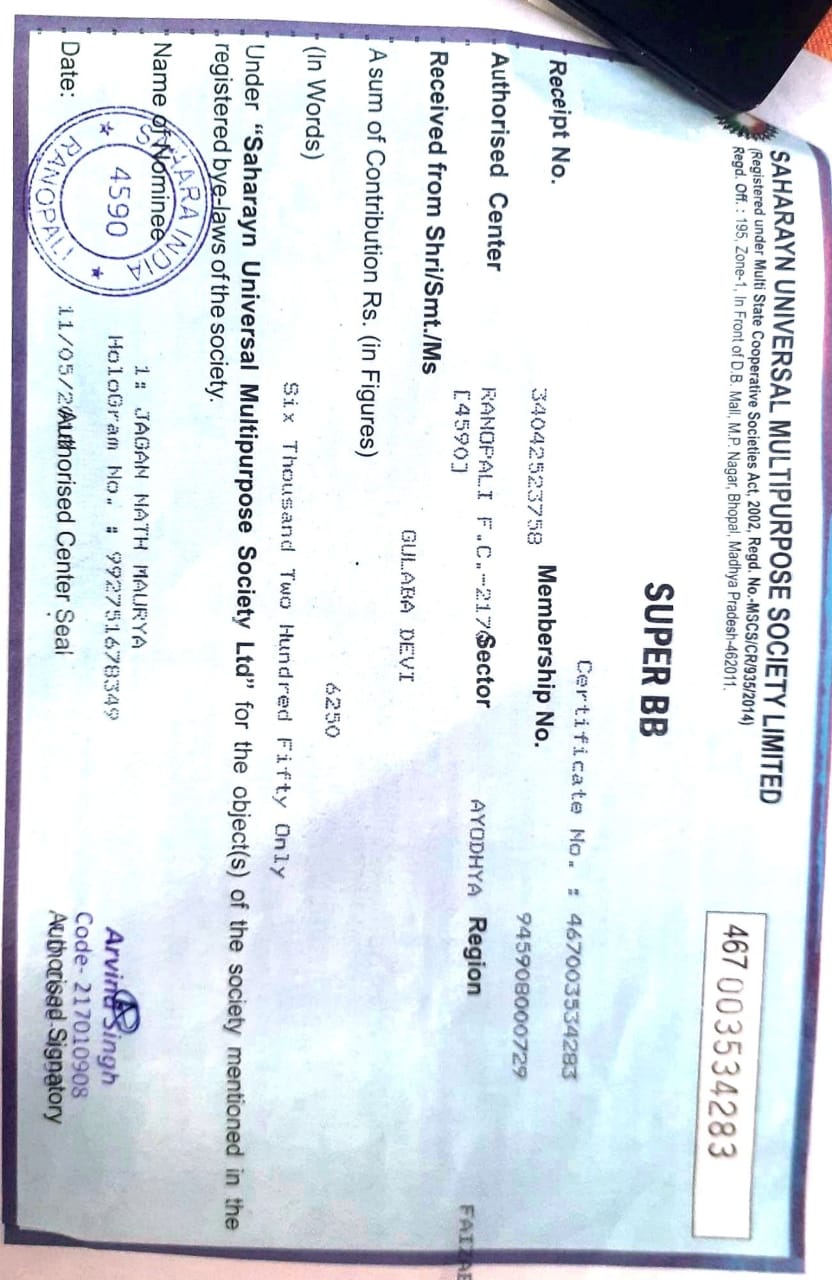 SAHARAYN UNIVERSAL MULTIPURPOSE SOCIETY LIMITED
(Registered under Multi State Cooperative Societies Act, 2002, Regd. No.-MSCS/CR/935/2014)
Regd. Off. : 195, Zone-1, In Front of D.B. Mall, M.P. Nagar, Bhopal, Madhya Pradesh-462011.
467 003534283
SUPER BB
Certificate No. : 467003534283
Receipt No. 34042523758 Membership No. 945908000729
Authorised Center RANOPALI F.C.-217 Sector AYODHYA Region FAIZAB
[4590]
Received from Shri/Smt./Ms GULABA DEVI
A sum of Contribution Rs. (in Figures) 6250
(In Words) Six Thousand Two Hundred Fifty Only
Under “Saharayn Universal Multipurpose Society Ltd” for the object(s) of the society mentioned in the
registered bye-laws of the society.
Name of Nominee 1: JAGAN NATH MAURYA
HoloGram No. : 992751678349
SAHARA INDIA
4590
RANOPALI
Arvind Singh
Code- 217010908
Date: 11/05/2 Authorised Center Seal Authorised Signatory